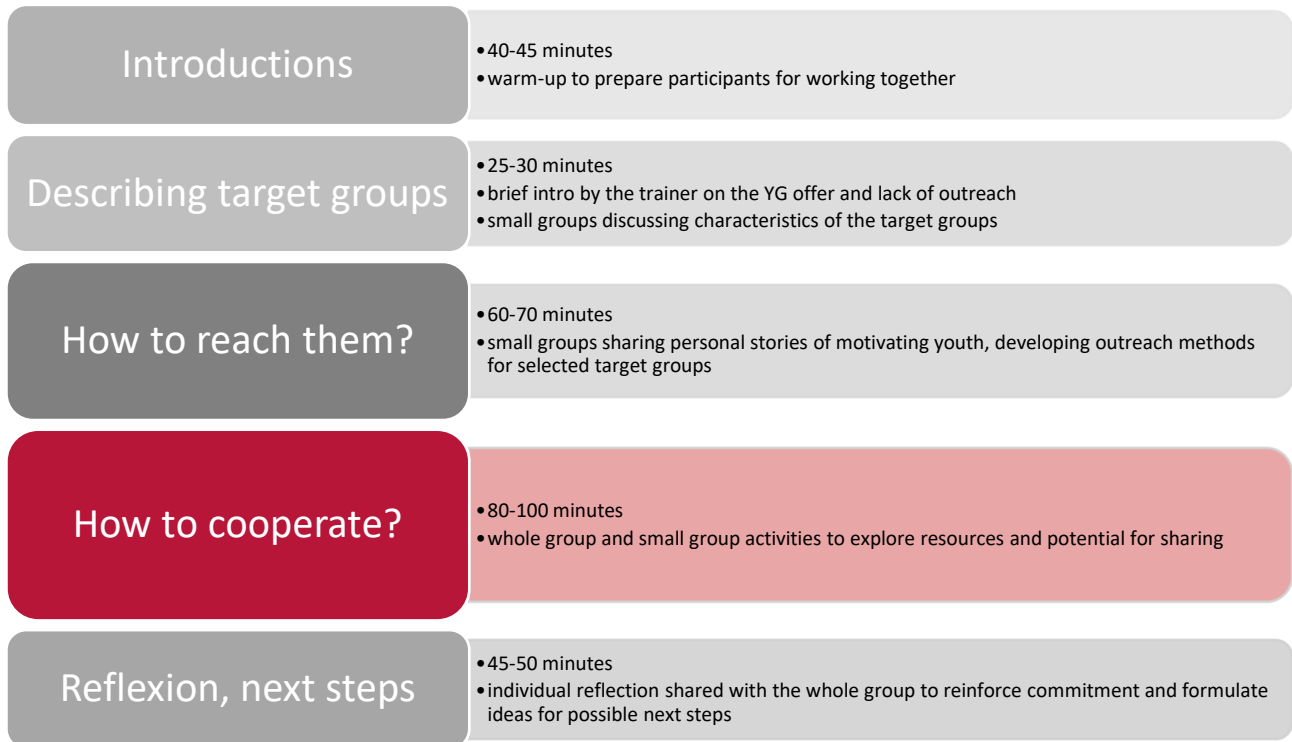 Introductions
•40-45 minutes
•warm-up to prepare participants for working together
Describing target groups
•25-30 minutes
•brief intro by the trainer on the YG offer and lack of outreach
•small groups discussing characteristics of the target groups
How to reach them?
•60-70 minutes
•small groups sharing personal stories of motivating youth, developing outreach methods
for selected target groups
How to cooperate?
•80-100 minutes
•whole group and small group activities to explore resources and potential for sharing
Reflexion, next steps
•45-50 minutes
•individual reflection shared with the whole group to reinforce commitment and formulate
ideas for possible next steps